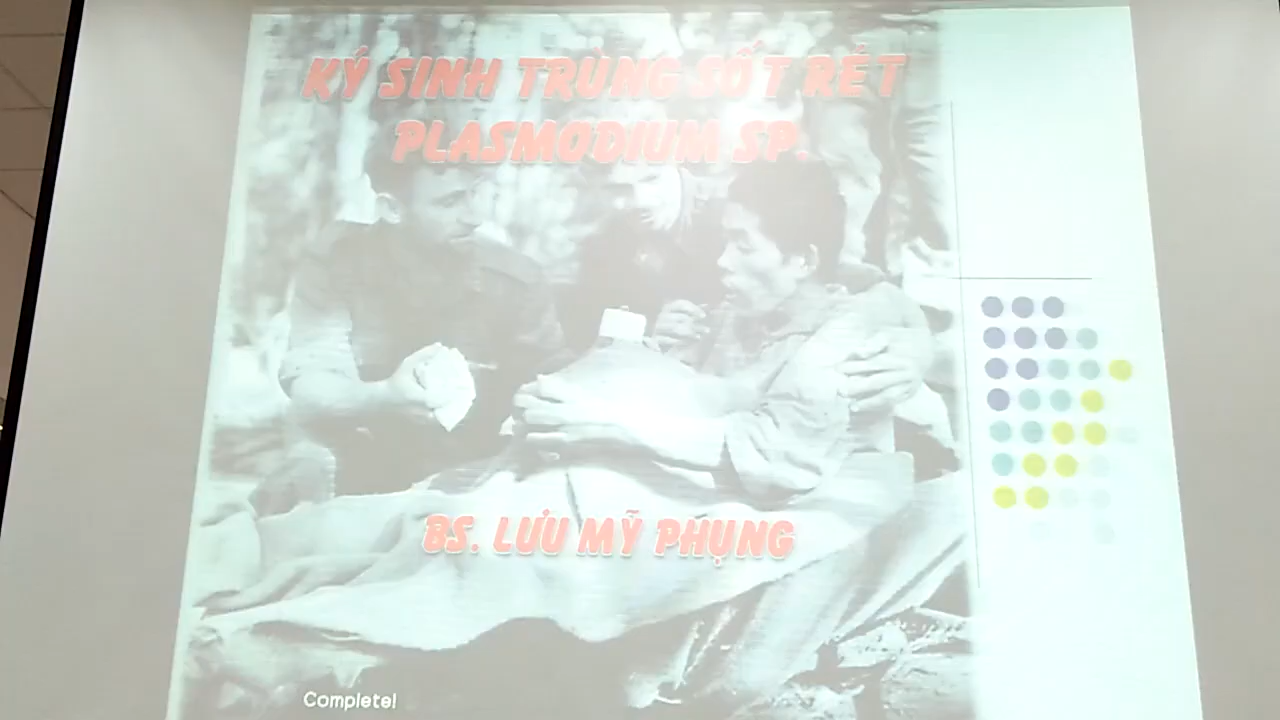 KÝ SINH TRÙNG SỐT RÉT
PLASMODIUM SP.
BS. LƯU MỸ PHỤNG
Complete!